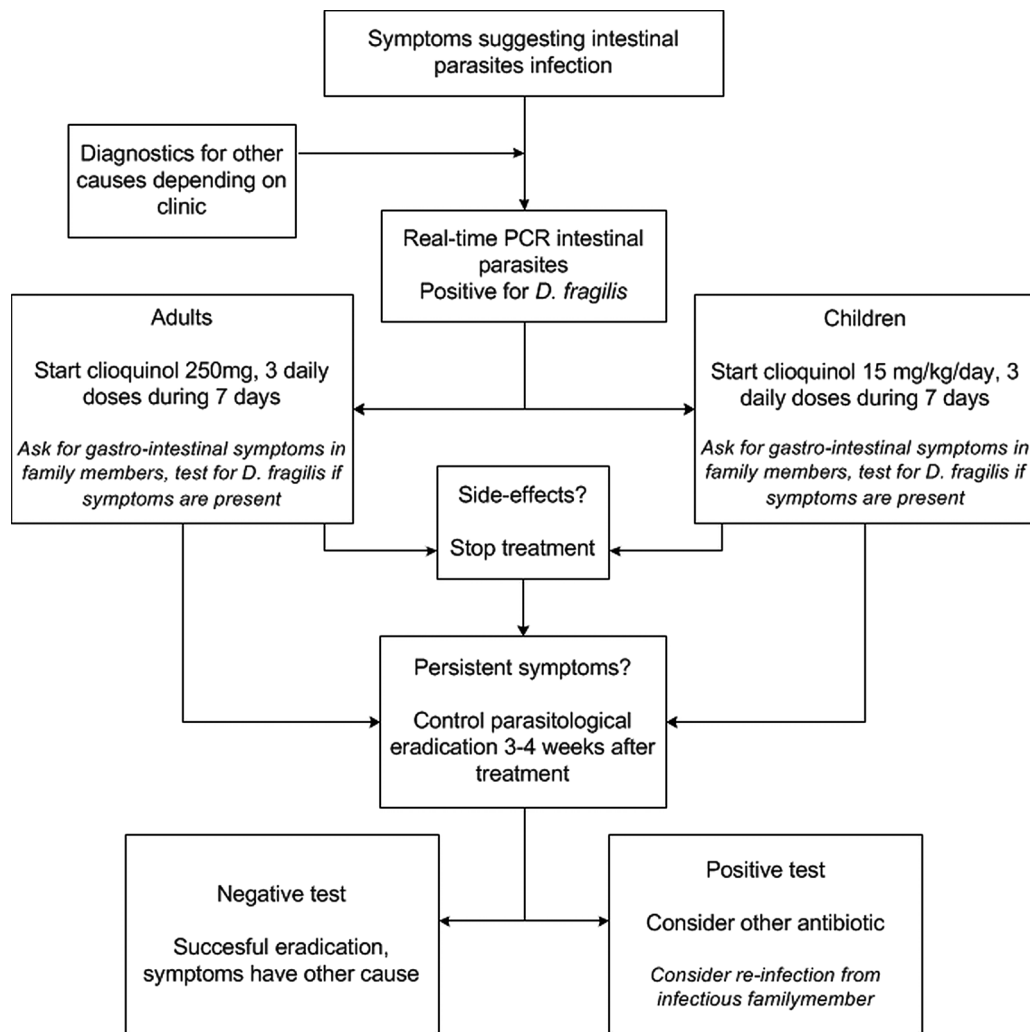 Symptoms suggesting intestinal
parasites infection
Diagnostics for other
causes depending on
clinic
Real-time PCR intestinal
parasites
Positive for D. fragilis
Adults
Start clioquinol 250mg, 3 daily
doses during 7 days
Ask for gastro-intestinal symptoms in
family members, test for D. fragilis if
symptoms are present
Children
Start clioquinol 15 mg/kg/day, 3
daily doses during 7 days
Ask for gastro-intestinal symptoms in
family members, test for D. fragilis if
symptoms are present
Side-effects?
Stop treatment
Persistent symptoms?
Control parasitological
eradication 3-4 weeks after
treatment
Negative test
Succesful eradication,
symptoms have other cause
Positive test
Consider other antibiotic
Consider re-infection from
infectious familymember